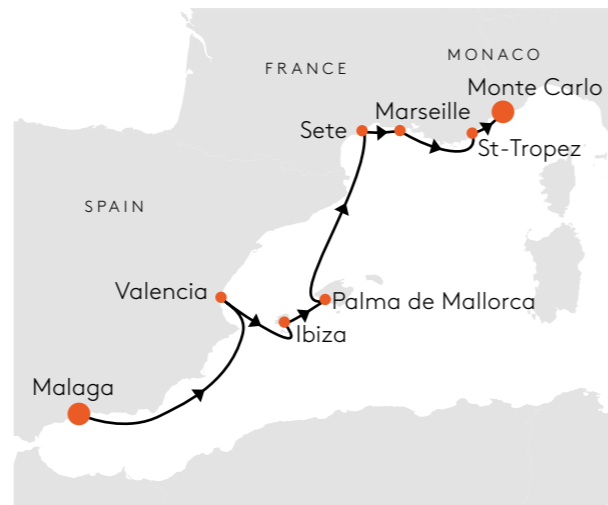 MONACO
FRANCE
Monte Carlo
Marseille
Sete
St-Tropez
SPAIN
Valencia
Palma de Mallorca
Ibiza
Malaga